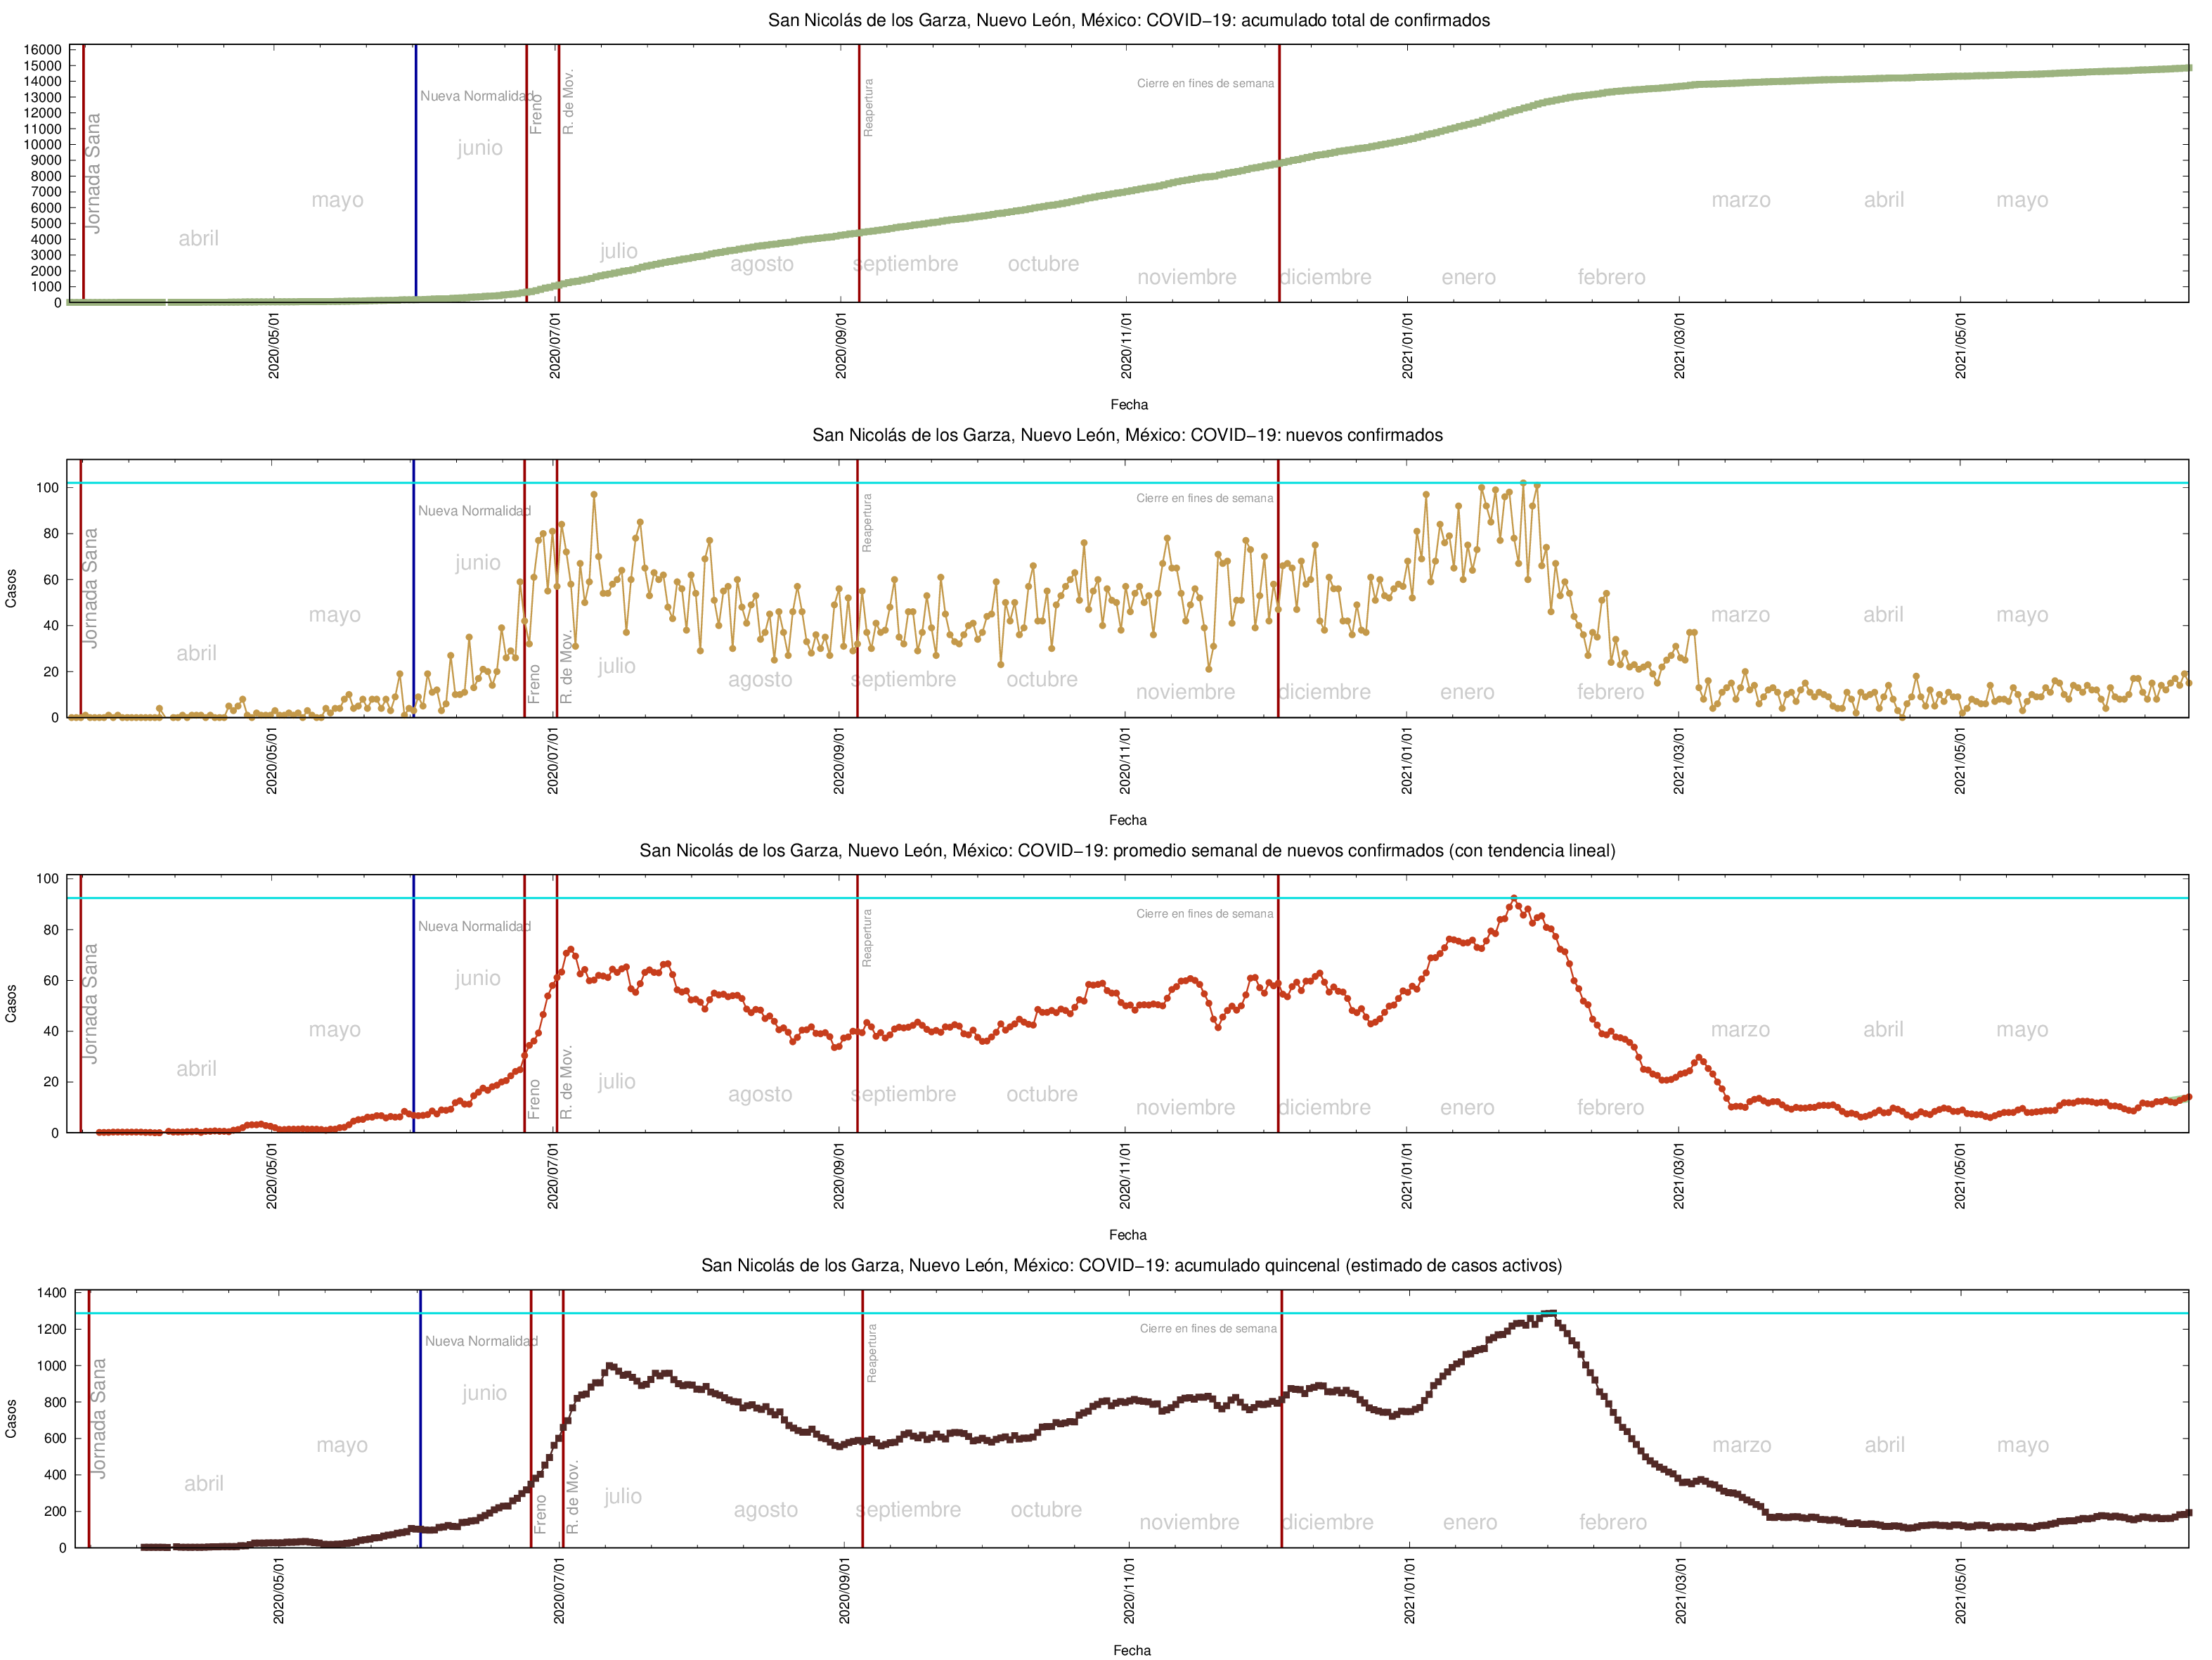 San Nicolás de los Garza, Nuevo León, México: COVID−19: acumulado total de confirmados
16000
15000
14000
13000
12000
11000
10000
9000
8000
7000
6000
5000
4000
3000
2000
1000
0
Jornada Sana
abril
mayo
Nueva Normalidad
junio
Freno
R. de Mov.
julio
agosto
Reapertura
septiembre
octubre
noviembre
Cierre en fines de semana
diciembre
enero
febrero
marzo
abril
mayo
2020/05/01
2020/07/01
2020/09/01
2020/11/01
2021/01/01
2021/03/01
2021/05/01
Fecha
San Nicolás de los Garza, Nuevo León, México: COVID−19: nuevos confirmados
Casos
100
80
60
40
20
0
Jornada Sana
abril
mayo
Nueva Normalidad
junio
Freno
R. de Mov.
julio
agosto
Reapertura
septiembre
octubre
noviembre
Cierre en fines de semana
diciembre
enero
febrero
marzo
abril
mayo
2020/05/01
2020/07/01
2020/09/01
2020/11/01
2021/01/01
2021/03/01
2021/05/01
Fecha
San Nicolás de los Garza, Nuevo León, México: COVID−19: promedio semanal de nuevos confirmados (con tendencia lineal)
Casos
100
80
60
40
20
0
Jornada Sana
abril
mayo
Nueva Normalidad
junio
Freno
R. de Mov.
julio
agosto
Reapertura
septiembre
octubre
noviembre
Cierre en fines de semana
diciembre
enero
febrero
marzo
abril
mayo
2020/05/01
2020/07/01
2020/09/01
2020/11/01
2021/01/01
2021/03/01
2021/05/01
Fecha
San Nicolás de los Garza, Nuevo León, México: COVID−19: acumulado quincenal (estimado de casos activos)
Casos
1400
1200
1000
800
600
400
200
0
Jornada Sana
abril
mayo
Nueva Normalidad
junio
Freno
R. de Mov.
julio
agosto
Reapertura
septiembre
octubre
noviembre
Cierre en fines de semana
diciembre
enero
febrero
marzo
abril
mayo
2020/05/01
2020/07/01
2020/09/01
2020/11/01
2021/01/01
2021/03/01
2021/05/01
Fecha